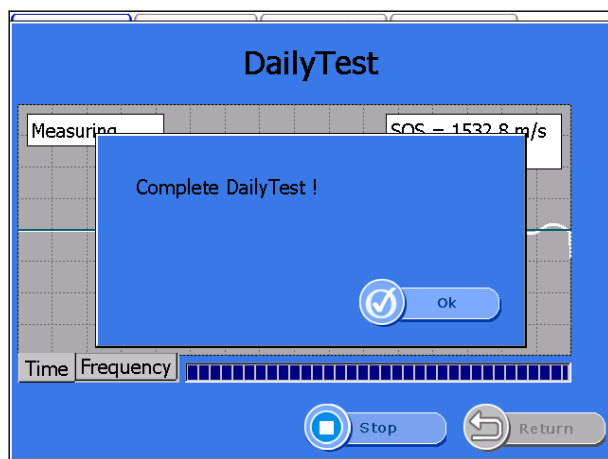 DailyTest
Measuring
SOS = 1532.8 m/s
Complete DailyTest !
Ok
Time Frequency
Stop Return